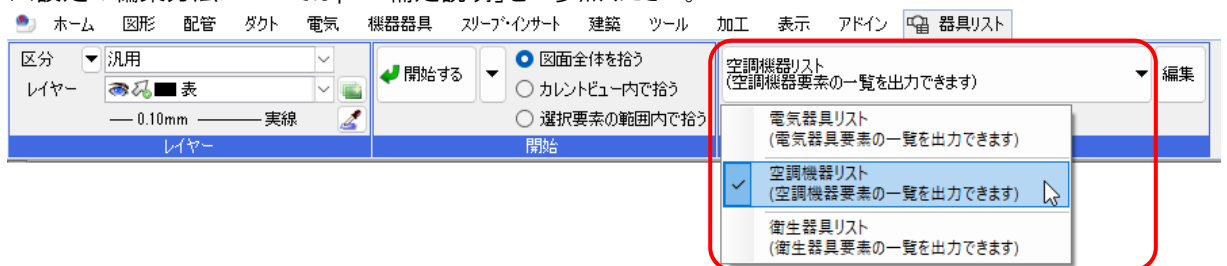 ホーム 図形 配管 ダクト 電気 機器器具 スリーブ・インサート 建築 ツール 加工 表示 アドイン 器具リスト
区分 汎用
レイヤー 表
0.10mm 実線
レイヤー
開始する
図面全体を拾う
カレントビュー内で拾う
選択要素の範囲内で拾う
開始
空調機器リスト
(空調機器要素の一覧を出力できます)
編集
電気器具リスト
(電気器具要素の一覧を出力できます)
空調機器リスト
(空調機器要素の一覧を出力できます)
衛生器具リスト
(衛生器具要素の一覧を出力できます)